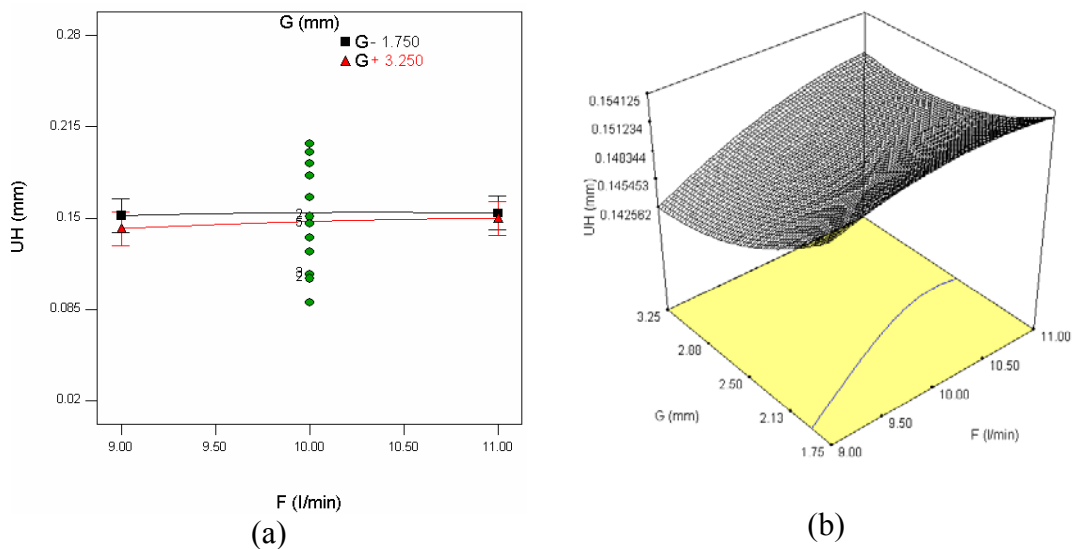 G (mm)
G- 1.750
G+ 3.250
0.28
0.215
0.15
0.085
0.02
UH (mm)
2
5
2
9.00
9.50
10.00
10.50
11.00
F (l/min)
(a)
0.154125
0.151234
0.148344
0.145453
0.142562
UH (mm)
3.25
2.88
2.50
2.13
1.75
G (mm)
9.00
9.50
10.00
10.50
11.00
F (l/min)
(b)